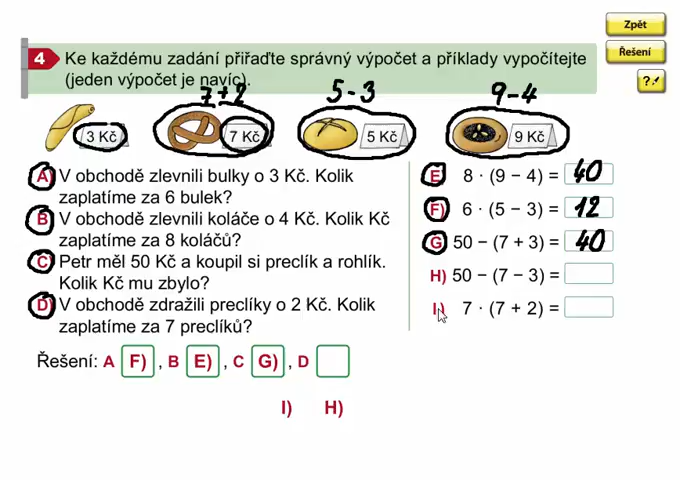 Zpět
4 Ke každému zadání přiřaďte správný výpočet a příklady vypočítejte
Řešení
(jeden výpočet je navíc).
?
7+2 5-3 9-4
3 Kč 7 Kč 5 Kč 9 Kč
A) V obchodě zlevnili bulky o 3 Kč. Kolik
zaplatíme za 6 bulek?
B) V obchodě zlevnili koláče o 4 Kč. Kolik Kč
zaplatíme za 8 koláčů?
C) Petr měl 50 Kč a koupil si preclík a rohlík.
Kolik Kč mu zbylo?
D) V obchodě zdražili preclíky o 2 Kč. Kolik
zaplatíme za 7 preclíků?
E) 8 · (9 − 4) = 40
F) 6 · (5 − 3) = 12
G) 50 − (7 + 3) = 40
H) 50 − (7 − 3) =
I) 7 · (7 + 2) =
Řešení: A F) , B E) , C G) , D
I) H)